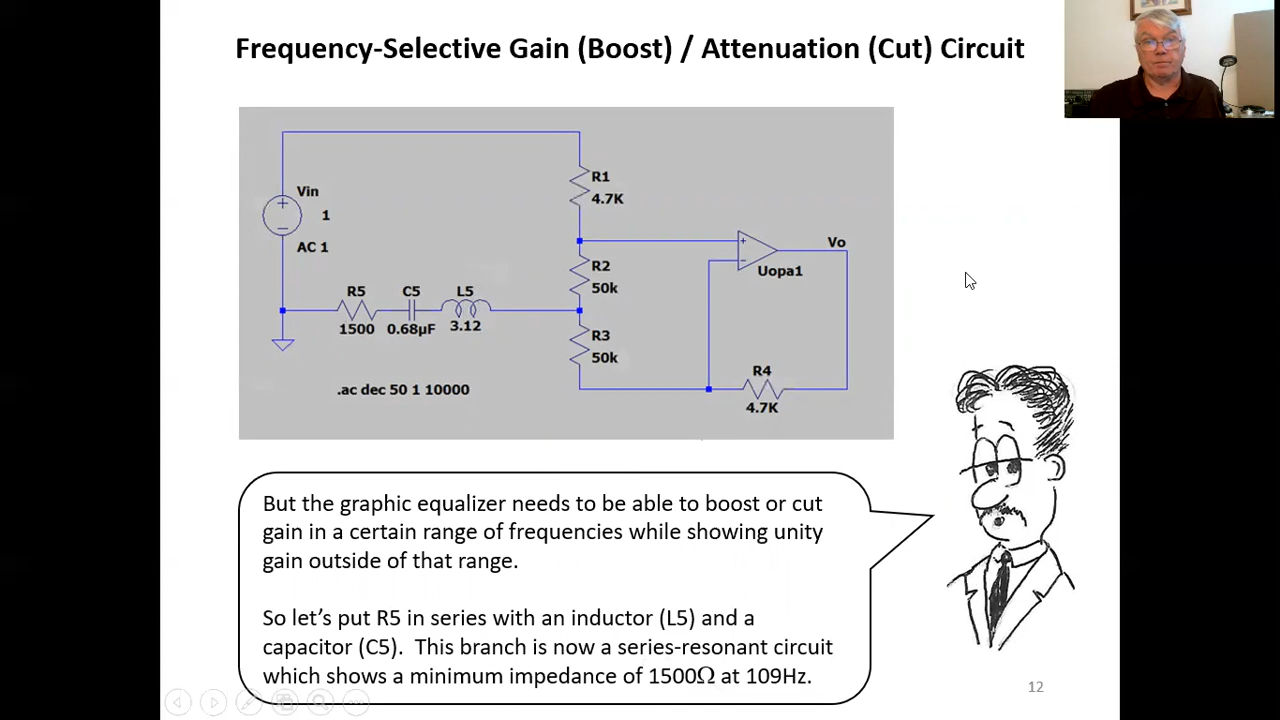 Frequency-Selective Gain (Boost) / Attenuation (Cut) Circuit
Vin
1
AC 1
R1
4.7K
R2
50k
R3
50k
R5
1500
C5
0.68µF
L5
3.12
Vo
Uopa1
R4
4.7K
.ac dec 50 1 10000
But the graphic equalizer needs to be able to boost or cut
gain in a certain range of frequencies while showing unity
gain outside of that range.
So let's put R5 in series with an inductor (L5) and a
capacitor (C5).  This branch is now a series-resonant circuit
which shows a minimum impedance of 1500Ω at 109Hz.
12